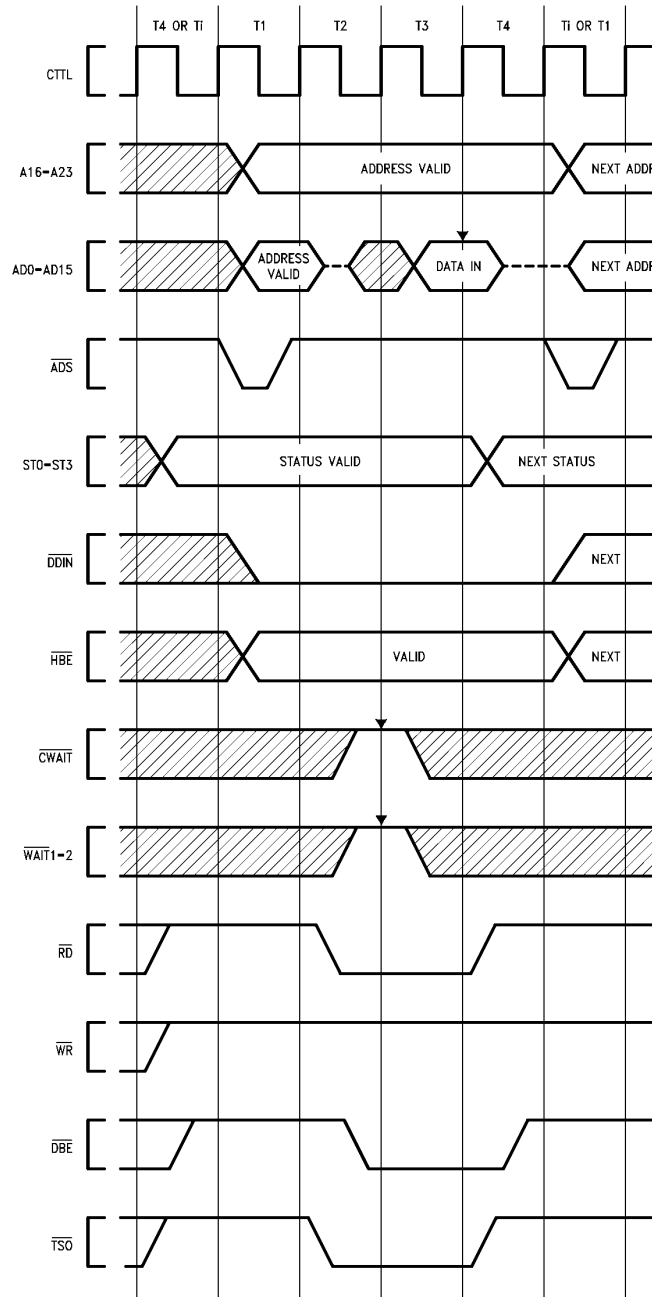 T4 OR Ti T1 T2 T3 T4 Ti OR T1
CTTL
A16-A23 ADDRESS VALID NEXT ADDR
AD0-AD15 ADDRESS VALID DATA IN NEXT ADDR
ADS
ST0-ST3 STATUS VALID NEXT STATUS
DDIN NEXT
HBE VALID NEXT
CWAIT
WAIT1-2
RD
WR
DBE
TSO